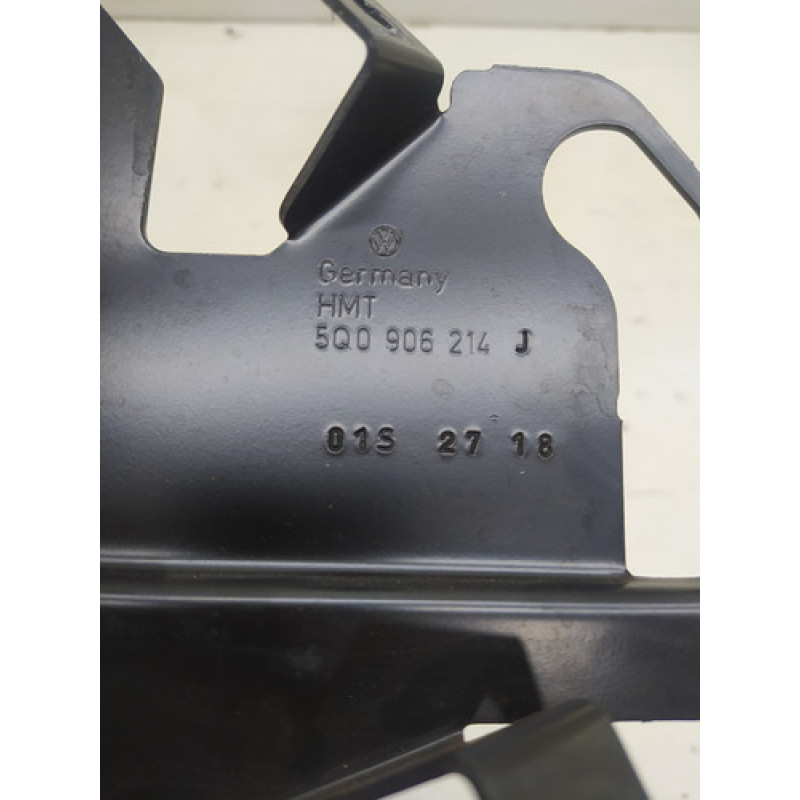 Germany
HMT
5Q0 906 214 J
01S 27 18